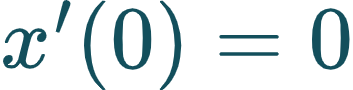 x′(0) = 0